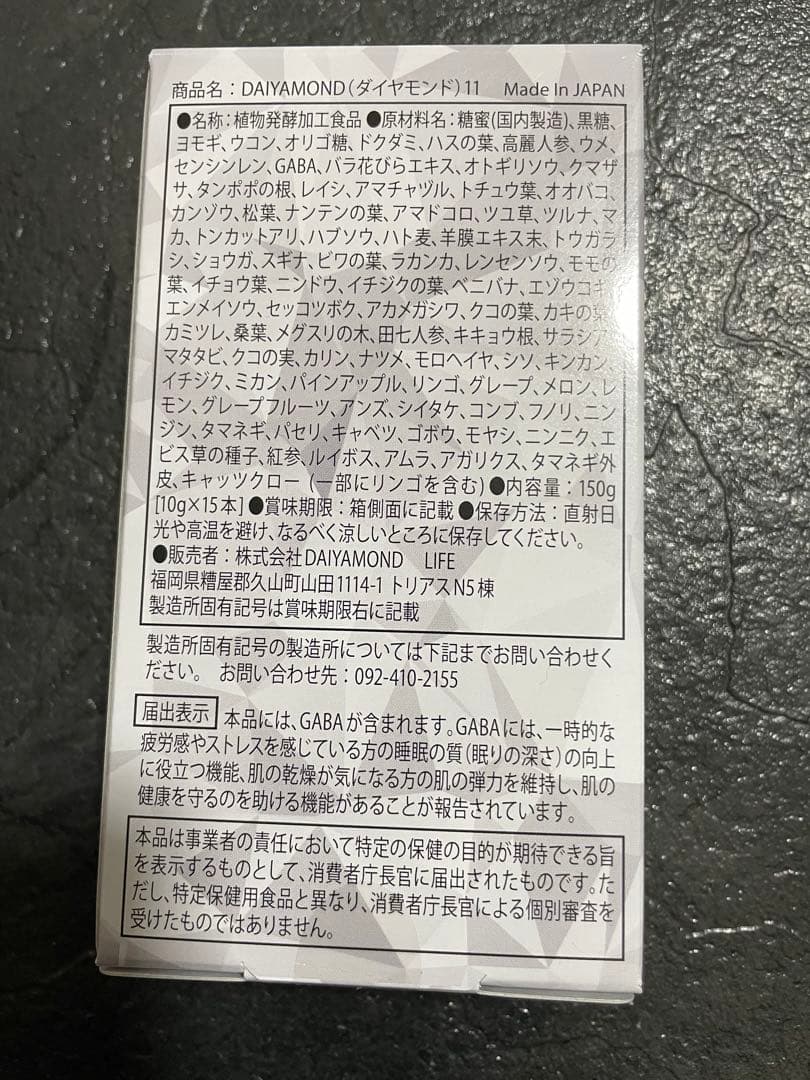 商品名：DAIYAMOND（ダイヤモンド）11　Made In JAPAN
●名称：植物発酵加工食品 ●原材料名：糖蜜(国内製造)、黒糖、
ヨモギ、ウコン、オリゴ糖、ドクダミ、ハスの葉、高麗人参、ウメ、
センシンレン、GABA、バラ花びらエキス、オトギリソウ、クマザ
サ、タンポポの根、レイシ、アマチャヅル、トチュウ葉、オオバコ、
カンゾウ、松葉、ナンテンの葉、アマドコロ、ツユ草、ツルナ、マ
カ、トンカットアリ、ハブソウ、ハト麦、羊膜エキス末、トウガラ
シ、ショウガ、スギナ、ビワの葉、ラカンカ、レンセンソウ、モモの
葉、イチョウ葉、ニンドウ、イチジクの葉、ベニバナ、エゾウコギ、
エンメイソウ、セッコツボク、アカメガシワ、クコの葉、カキの葉、
カミツレ、桑葉、メグスリの木、田七人参、キキョウ根、サラシア、
マタタビ、クコの実、カリン、ナツメ、モロヘイヤ、シソ、キンカン、
イチジク、ミカン、パインアップル、リンゴ、グレープ、メロン、レ
モン、グレープフルーツ、アンズ、シイタケ、コンブ、フノリ、ニン
ジン、タマネギ、パセリ、キャベツ、ゴボウ、モヤシ、ニンニク、エ
ビス草の種子、紅参、ルイボス、アムラ、アガリクス、タマネギ外
皮、キャッツクロー（一部にリンゴを含む）●内容量：150g
[10g×15本] ●賞味期限：箱側面に記載 ●保存方法：直射日
光や高温を避け、なるべく涼しいところに保存してください。
●販売者：株式会社DAIYAMOND　LIFE
福岡県糟屋郡久山町山田1114-1 トリアスN5棟
製造所固有記号は賞味期限右に記載
製造所固有記号の製造所については下記までお問い合わせく
ださい。　お問い合わせ先：092-410-2155
届出表示 本品には、GABAが含まれます。GABAには、一時的な
疲労感やストレスを感じている方の睡眠の質（眠りの深さ）の向上
に役立つ機能、肌の乾燥が気になる方の肌の弾力を維持し、肌の
健康を守るのを助ける機能があることが報告されています。
本品は事業者の責任において特定の保健の目的が期待できる旨
を表示するものとして、消費者庁長官に届出されたものです。た
だし、特定保健用食品と異なり、消費者庁長官による個別審査を
受けたものではありません。